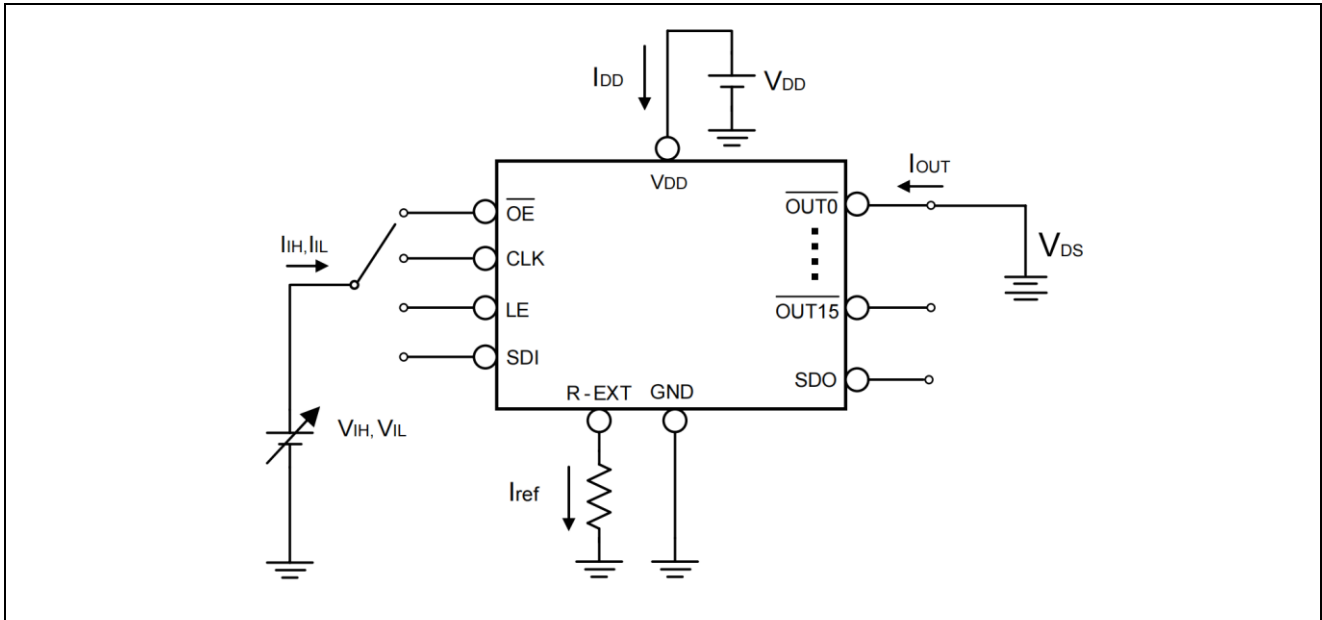 IDD
VDD
VDD
IOUT
OE
OUT0
IIH,IIL
CLK
VDS
LE
OUT15
SDI
SDO
R-EXT GND
VIH, VIL
Iref